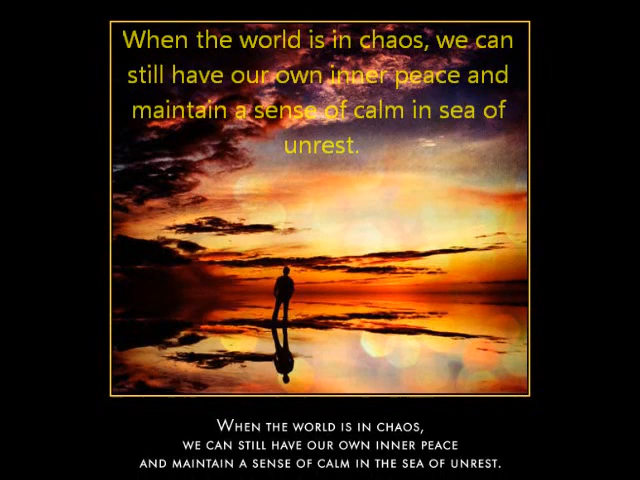 When the world is in chaos, we can
still have our own inner peace and
maintain a sense of calm in sea of
unrest.
When the world is in chaos,
we can still have our own inner peace
and maintain a sense of calm in the sea of unrest.